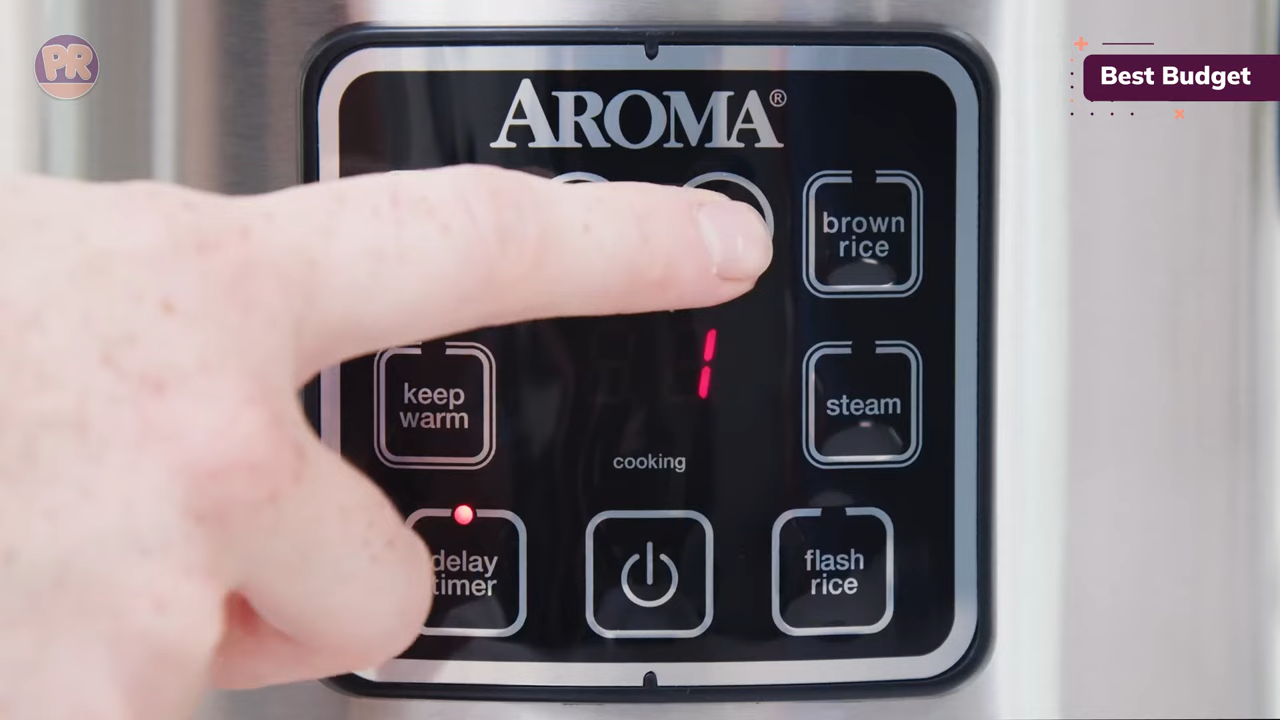 PR
Best Budget
AROMA®
brown
rice
keep
warm
1
steam
cooking
delay
timer
flash
rice